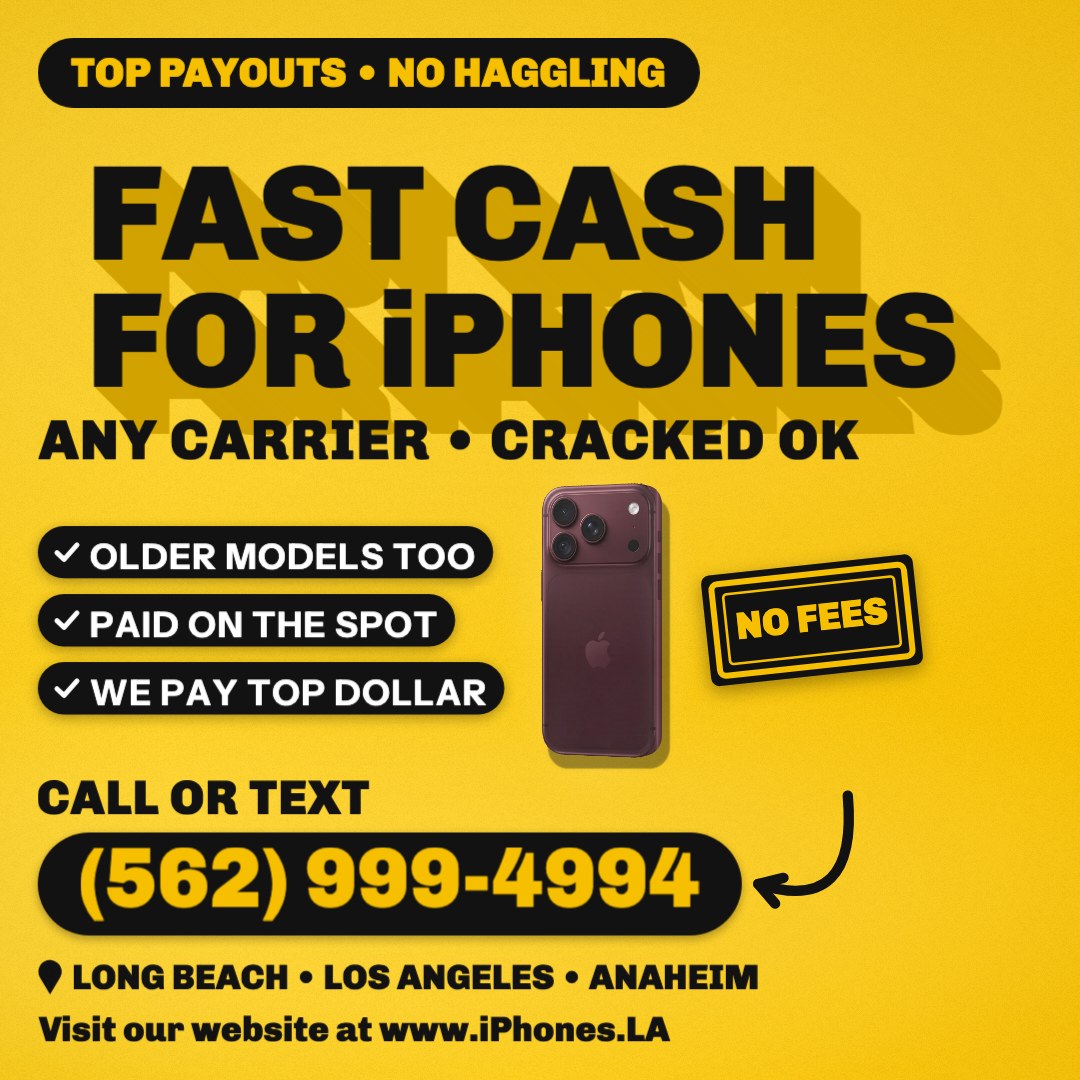 TOP PAYOUTS • NO HAGGLING
FAST CASH
FOR iPHONES
ANY CARRIER • CRACKED OK
OLDER MODELS TOO
PAID ON THE SPOT
WE PAY TOP DOLLAR
NO FEES
CALL OR TEXT
(562) 999-4994
LONG BEACH • LOS ANGELES • ANAHEIM
Visit our website at www.iPhones.LA